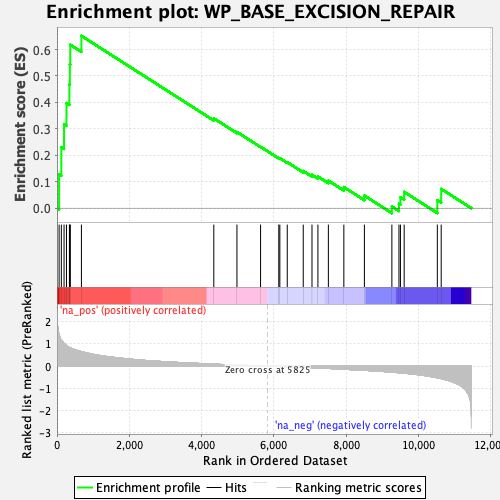 Enrichment plot: WP_BASE_EXCISION_REPAIR
Enrichment score (ES)
0.6
0.5
0.4
0.3
0.2
0.1
0.0
'na_pos' (positively correlated)
Ranked list metric (PreRanked)
2
1
0
-1
-2
-3
Zero cross at 5825
'na_neg' (negatively correlated)
0
2,000
4,000
6,000
8,000
10,000
12,000
Rank in Ordered Dataset
Enrichment profile
Hits
Ranking metric scores